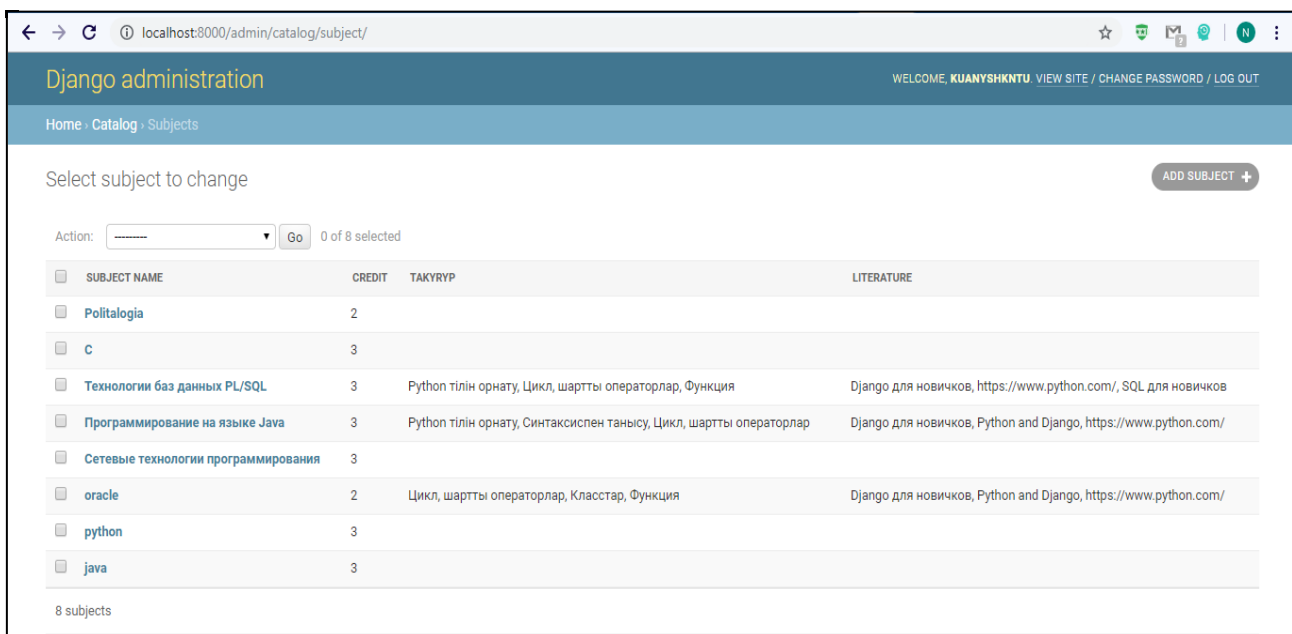 localhost:8000/admin/catalog/subject/
N
Django administration
WELCOME, KUANYSHKNTU. VIEW SITE / CHANGE PASSWORD / LOG OUT
Home › Catalog › Subjects
Select subject to change
ADD SUBJECT +
Action: --------- Go 0 of 8 selected
SUBJECT NAME CREDIT TAKYRYP LITERATURE
Politalogia 2
C 3
Технологии баз данных PL/SQL 3 Python тілін орнату, Цикл, шартты операторлар, Функция Django для новичков, https://www.python.com/, SQL для новичков
Программирование на языке Java 3 Python тілін орнату, Синтаксиспен танысу, Цикл, шартты операторлар Django для новичков, Python and Django, https://www.python.com/
Сетевые технологии программирования 3
oracle 2 Цикл, шартты операторлар, Класстар, Функция Django для новичков, Python and Django, https://www.python.com/
python 3
java 3
8 subjects